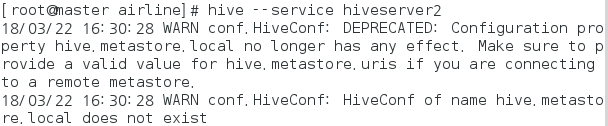 [root@master airline]# hive --service hiveserver2
18/03/22 16:30:28 WARN conf.HiveConf: DEPRECATED: Configuration pro
perty hive.metastore.local no longer has any effect. Make sure to p
rovide a valid value for hive.metastore.uris if you are connecting
to a remote metastore.
18/03/22 16:30:28 WARN conf.HiveConf: HiveConf of name hive.metasto
re.local does not exist